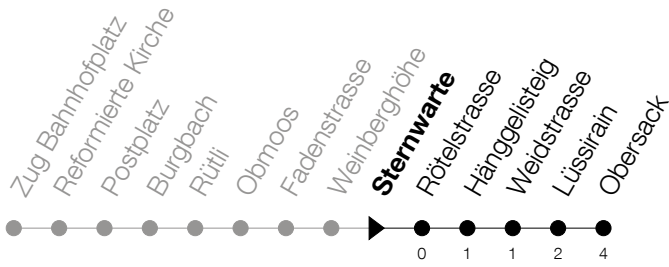 Zug Bahnhofplatz
Reformierte Kirche
Postplatz
Burgbach
Rütli
Obmoos
Fadenstrasse
Weinberghöhe
Sternwarte
Rötelstrasse
Hänggelisteig
Weidstrasse
Lüssirain
Obersack
0 1 1 2 4